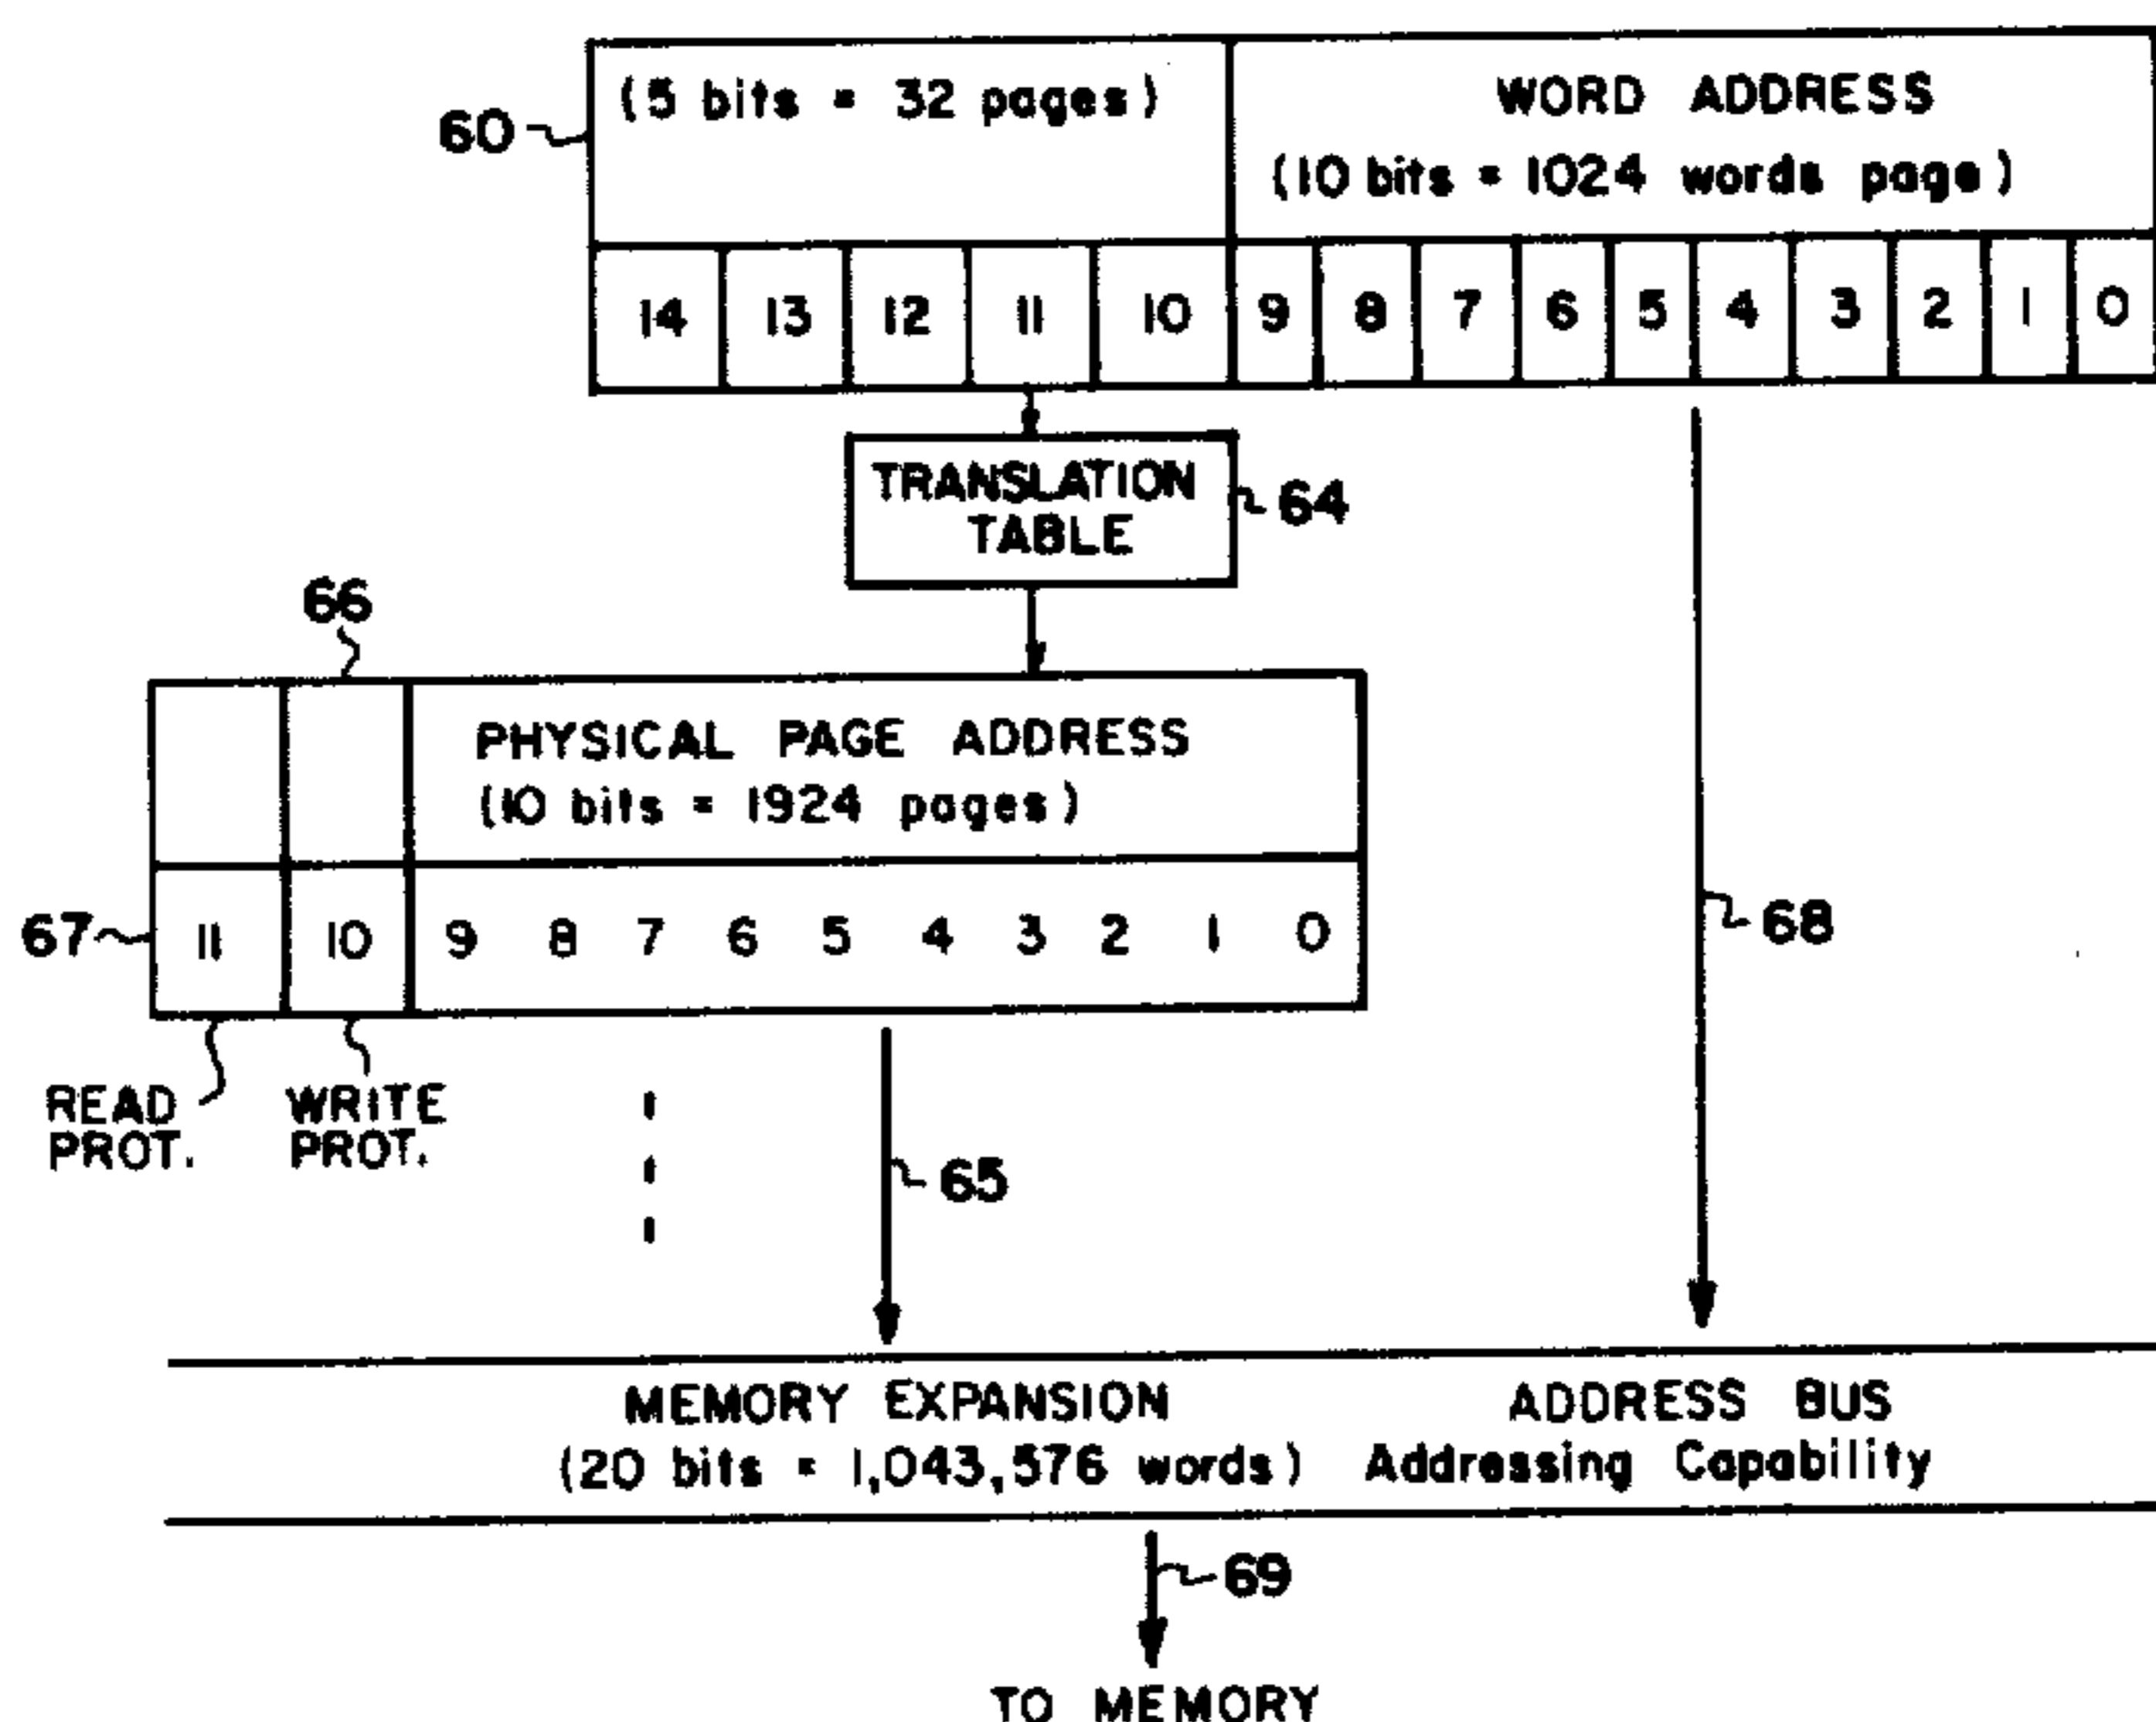 (5 bits = 32 pages)
WORD ADDRESS
(10 bits = 1024 words page)
60
14 13 12 11 10 9 8 7 6 5 4 3 2 1 0
TRANSLATION
TABLE
64
66
PHYSICAL PAGE ADDRESS
(10 bits = 1924 pages)
67
11 10 9 8 7 6 5 4 3 2 1 0
68
READ
PROT.
WRITE
PROT.
65
MEMORY EXPANSION ADDRESS BUS
(20 bits = 1,043,576 words) Addressing Capability
69
TO MEMORY